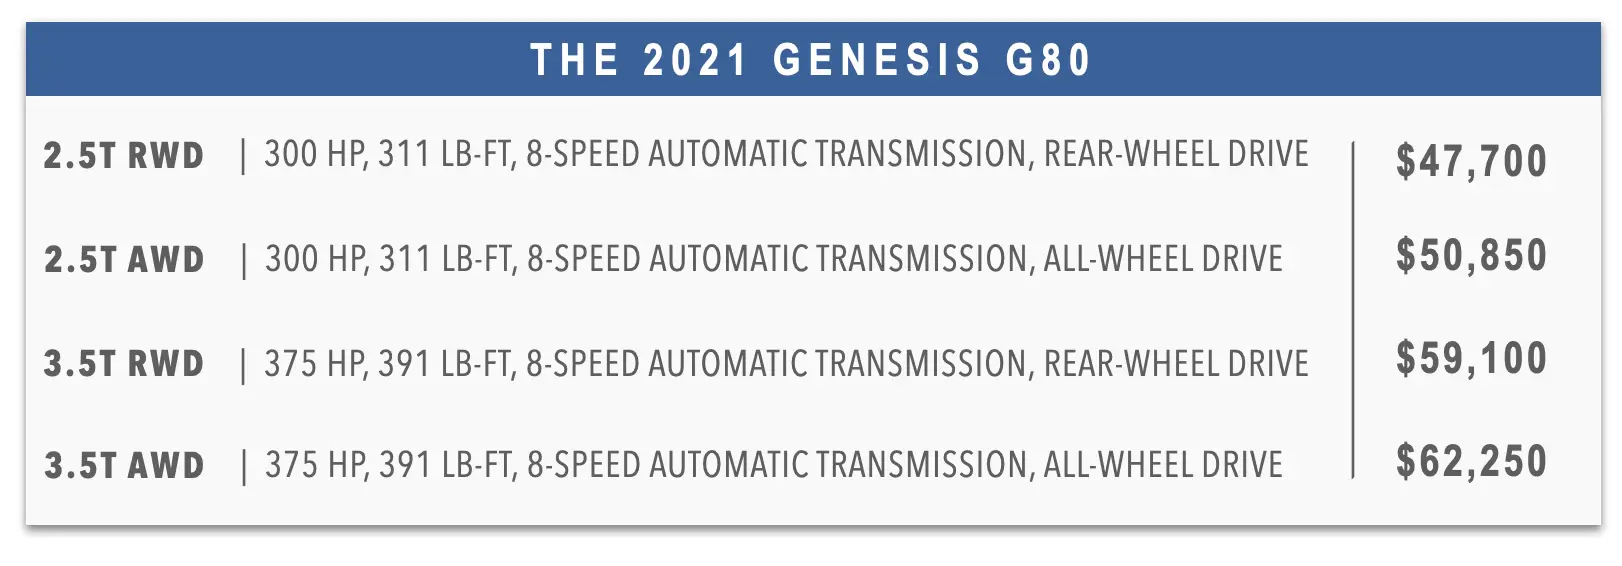 THE 2021 GENESIS G80
2.5T RWD | 300 HP, 311 LB-FT, 8-SPEED AUTOMATIC TRANSMISSION, REAR-WHEEL DRIVE $47,700
2.5T AWD | 300 HP, 311 LB-FT, 8-SPEED AUTOMATIC TRANSMISSION, ALL-WHEEL DRIVE $50,850
3.5T RWD | 375 HP, 391 LB-FT, 8-SPEED AUTOMATIC TRANSMISSION, REAR-WHEEL DRIVE $59,100
3.5T AWD | 375 HP, 391 LB-FT, 8-SPEED AUTOMATIC TRANSMISSION, ALL-WHEEL DRIVE $62,250